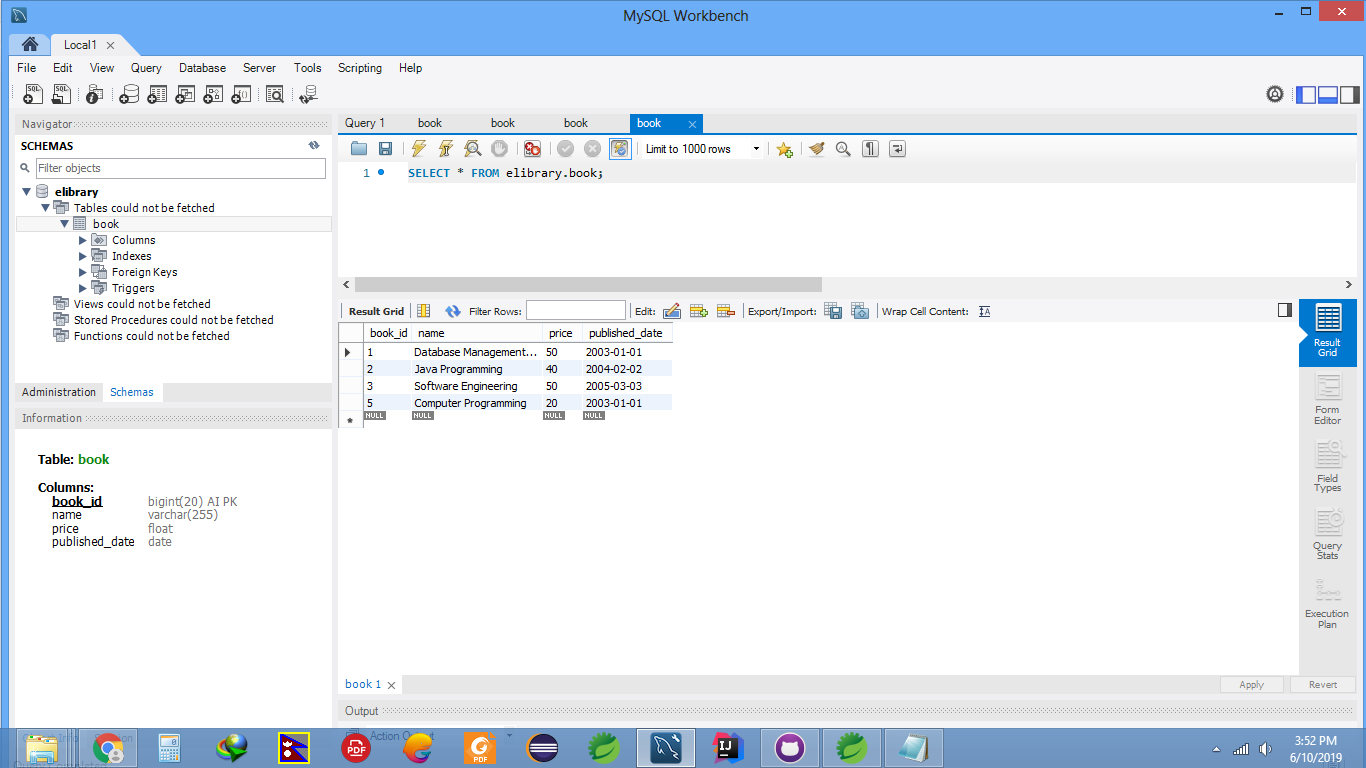 MySQL Workbench
Local1
File Edit View Query Database Server Tools Scripting Help
Navigator
SCHEMAS
Filter objects
elibrary
Tables could not be fetched
book
Columns
Indexes
Foreign Keys
Triggers
Views could not be fetched
Stored Procedures could not be fetched
Functions could not be fetched
Administration Schemas
Information
Table: book
Columns:
book_id bigint(20) AI PK
name varchar(255)
price float
published_date date
Query 1 book book book book
Limit to 1000 rows
1 SELECT * FROM elibrary.book;
Result Grid Filter Rows: Edit: Export/Import: Wrap Cell Content:
book_id name price published_date
1 Database Management... 50 2003-01-01
2 Java Programming 40 2004-02-02
3 Software Engineering 50 2005-03-03
5 Computer Programming 20 2003-01-01
NULL NULL NULL NULL
Result
Grid
Form
Editor
Field
Types
Query
Stats
Execution
Plan
book 1
Apply Revert
Output
PDF
PDF
IJ
3:52 PM
6/10/2019